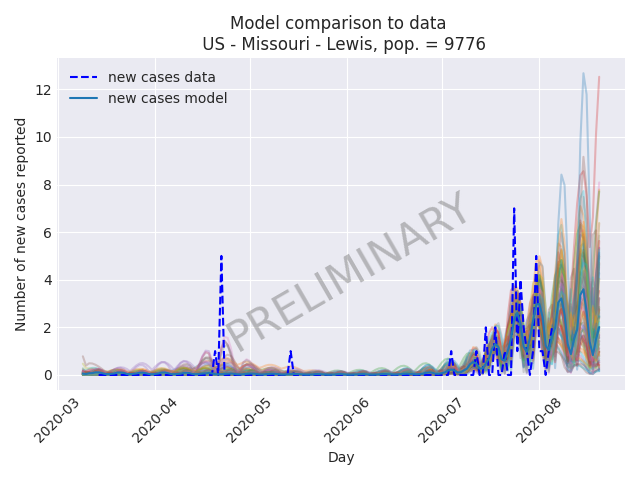 Model comparison to data
US - Missouri - Lewis, pop. = 9776
new cases data
new cases model
PRELIMINARY
Number of new cases reported
12
10
8
6
4
2
0
2020-03
2020-04
2020-05
2020-06
2020-07
2020-08
Day